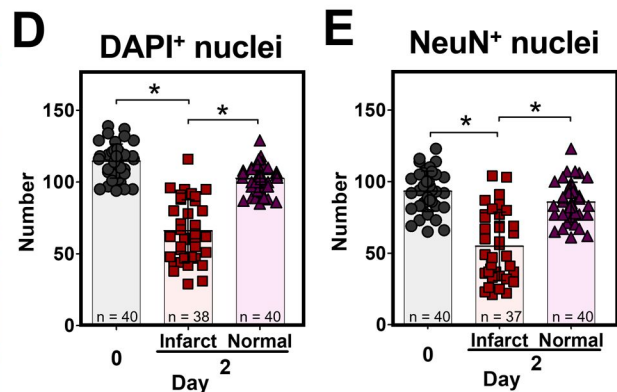 D
DAPI⁺ nuclei
Number
150
100
50
0
*
*
n = 40
n = 38
n = 40
0
Infarct Normal
2
Day
E
NeuN⁺ nuclei
Number
150
100
50
0
*
*
n = 40
n = 37
n = 40
0
Infarct Normal
2
Day